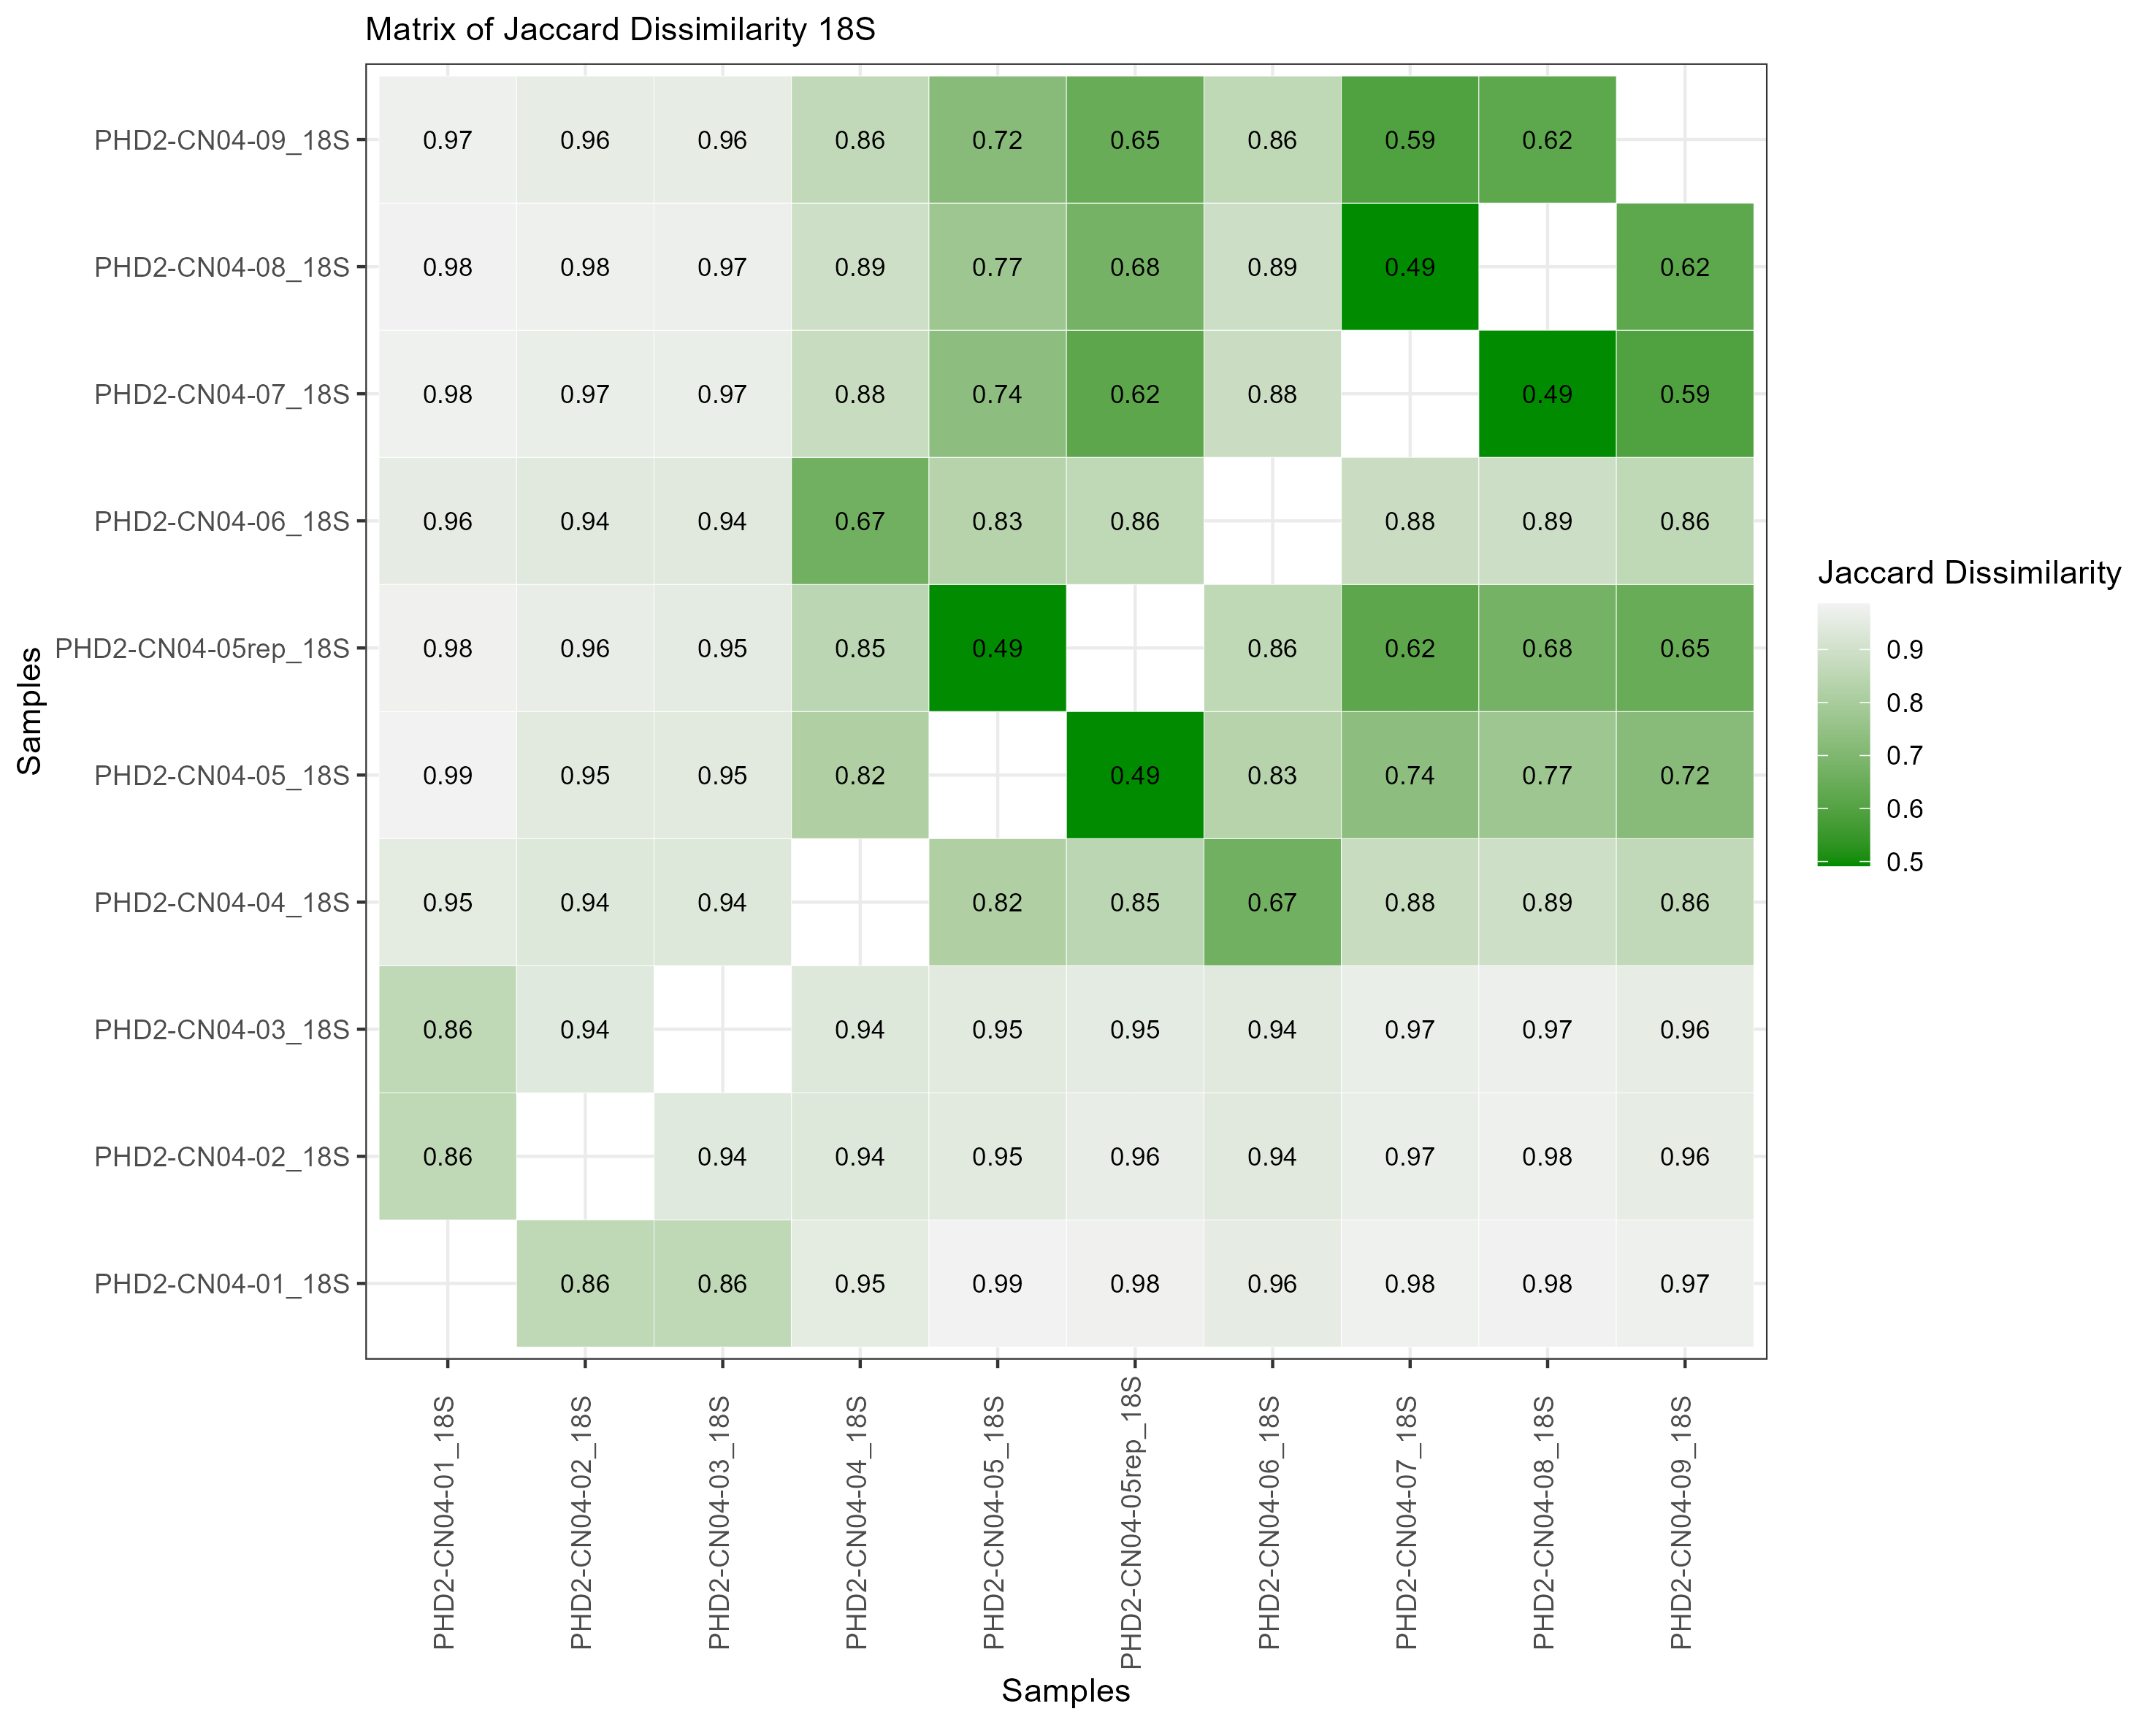 Matrix of Jaccard Dissimilarity 18S
PHD2-CN04-09_18S 0.97 0.96 0.96 0.86 0.72 0.65 0.86 0.59 0.62
PHD2-CN04-08_18S 0.98 0.98 0.97 0.89 0.77 0.68 0.89 0.49 0.62
PHD2-CN04-07_18S 0.98 0.97 0.97 0.88 0.74 0.62 0.88 0.49 0.59
PHD2-CN04-06_18S 0.96 0.94 0.94 0.67 0.83 0.86 0.88 0.89 0.86
PHD2-CN04-05rep_18S 0.98 0.96 0.95 0.85 0.49 0.86 0.62 0.68 0.65
PHD2-CN04-05_18S 0.99 0.95 0.95 0.82 0.49 0.83 0.74 0.77 0.72
PHD2-CN04-04_18S 0.95 0.94 0.94 0.82 0.85 0.67 0.88 0.89 0.86
PHD2-CN04-03_18S 0.86 0.94 0.94 0.95 0.95 0.94 0.97 0.97 0.96
PHD2-CN04-02_18S 0.86 0.94 0.94 0.95 0.96 0.94 0.97 0.98 0.96
PHD2-CN04-01_18S 0.86 0.86 0.95 0.99 0.98 0.96 0.98 0.98 0.97
Samples
PHD2-CN04-01_18S
PHD2-CN04-02_18S
PHD2-CN04-03_18S
PHD2-CN04-04_18S
PHD2-CN04-05_18S
PHD2-CN04-05rep_18S
PHD2-CN04-06_18S
PHD2-CN04-07_18S
PHD2-CN04-08_18S
PHD2-CN04-09_18S
Samples
Jaccard Dissimilarity
0.9
0.8
0.7
0.6
0.5